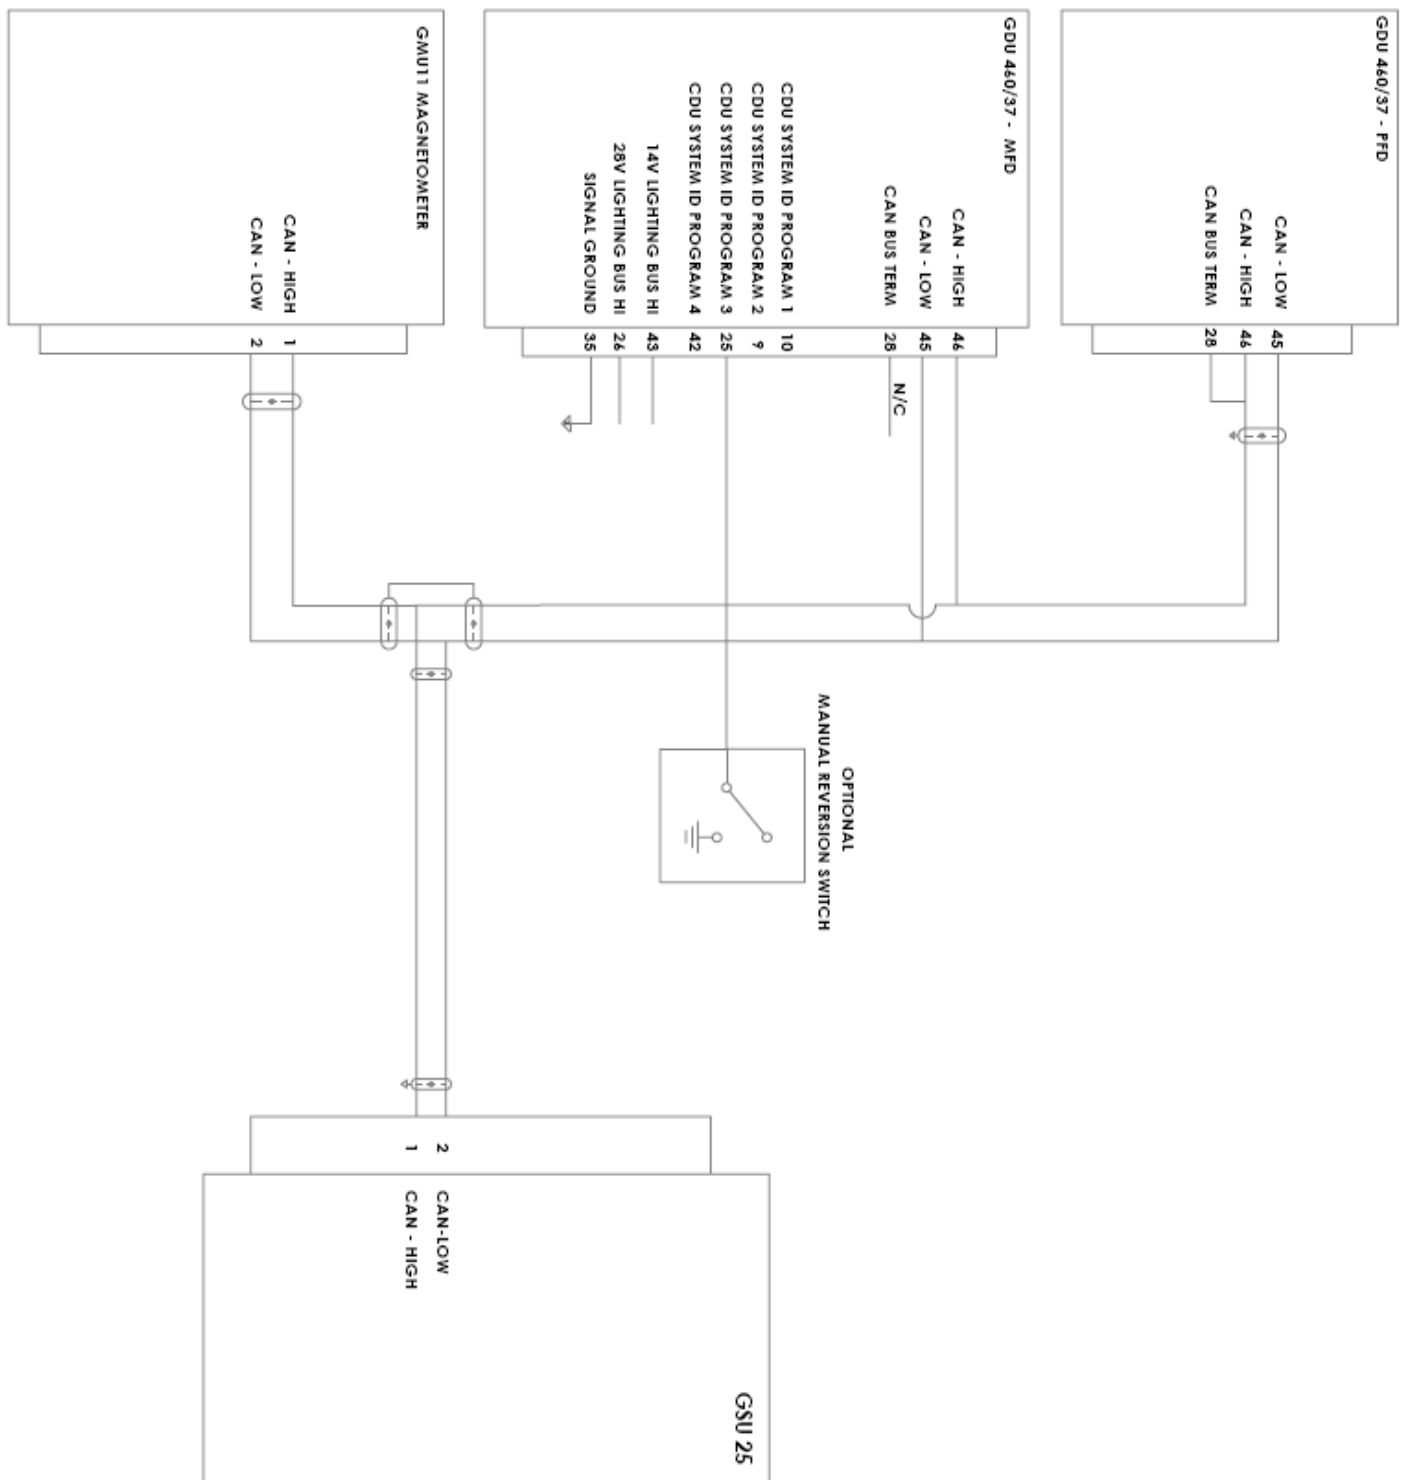 GDU 460/37 - PFD
CAN - LOW 45
CAN - HIGH 46
CAN BUS TERM 28
GDU 460/37 - MFD
CAN - HIGH 46
CAN - LOW 45
CAN BUS TERM 28
N/C
CDU SYSTEM ID PROGRAM 1 10
CDU SYSTEM ID PROGRAM 2 9
CDU SYSTEM ID PROGRAM 3 25
CDU SYSTEM ID PROGRAM 4 42
14V LIGHTING BUS HI 43
28V LIGHTING BUS HI 26
SIGNAL GROUND 35
GMU11 MAGNETOMETER
CAN - HIGH 1
CAN - LOW 2
OPTIONAL
MANUAL REVERSION SWITCH
GSU 25
2 CAN-LOW
1 CAN - HIGH